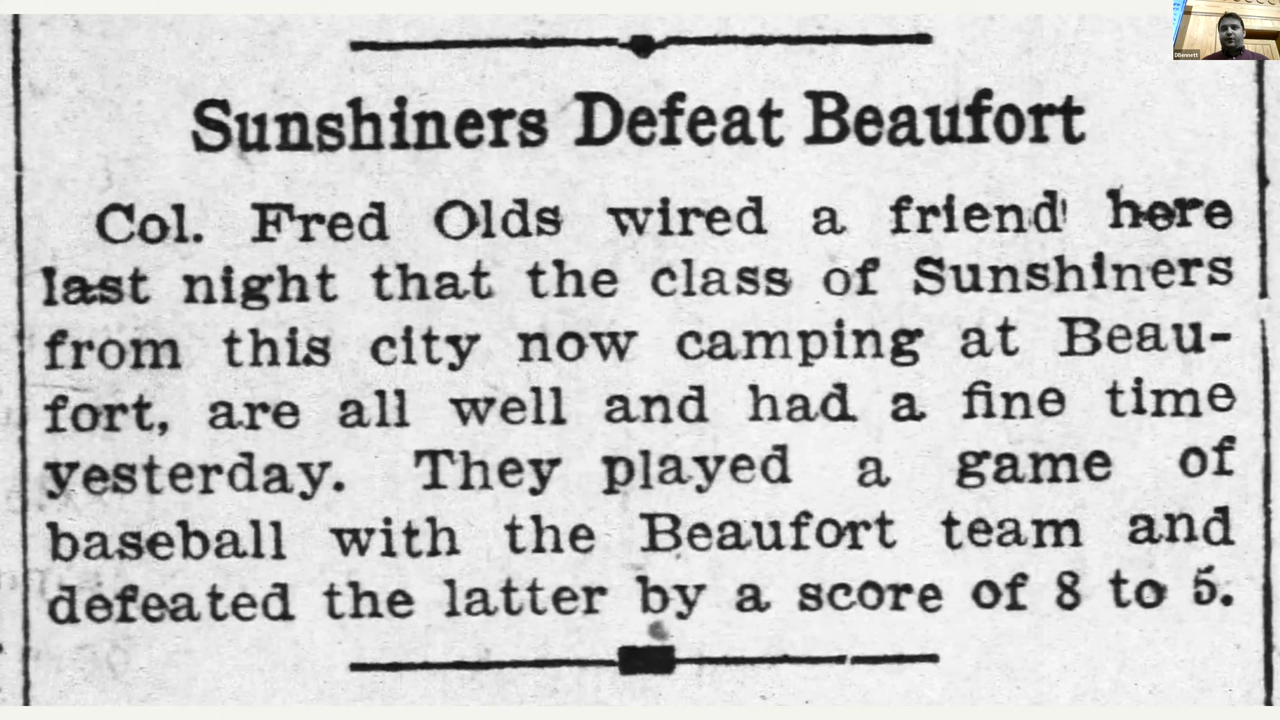 DBennett
Sunshiners Defeat Beaufort
Col. Fred Olds wired a friend here
last night that the class of Sunshiners
from this city now camping at Beau-
fort, are all well and had a fine time
yesterday. They played a game of
baseball with the Beaufort team and
defeated the latter by a score of 8 to 5.